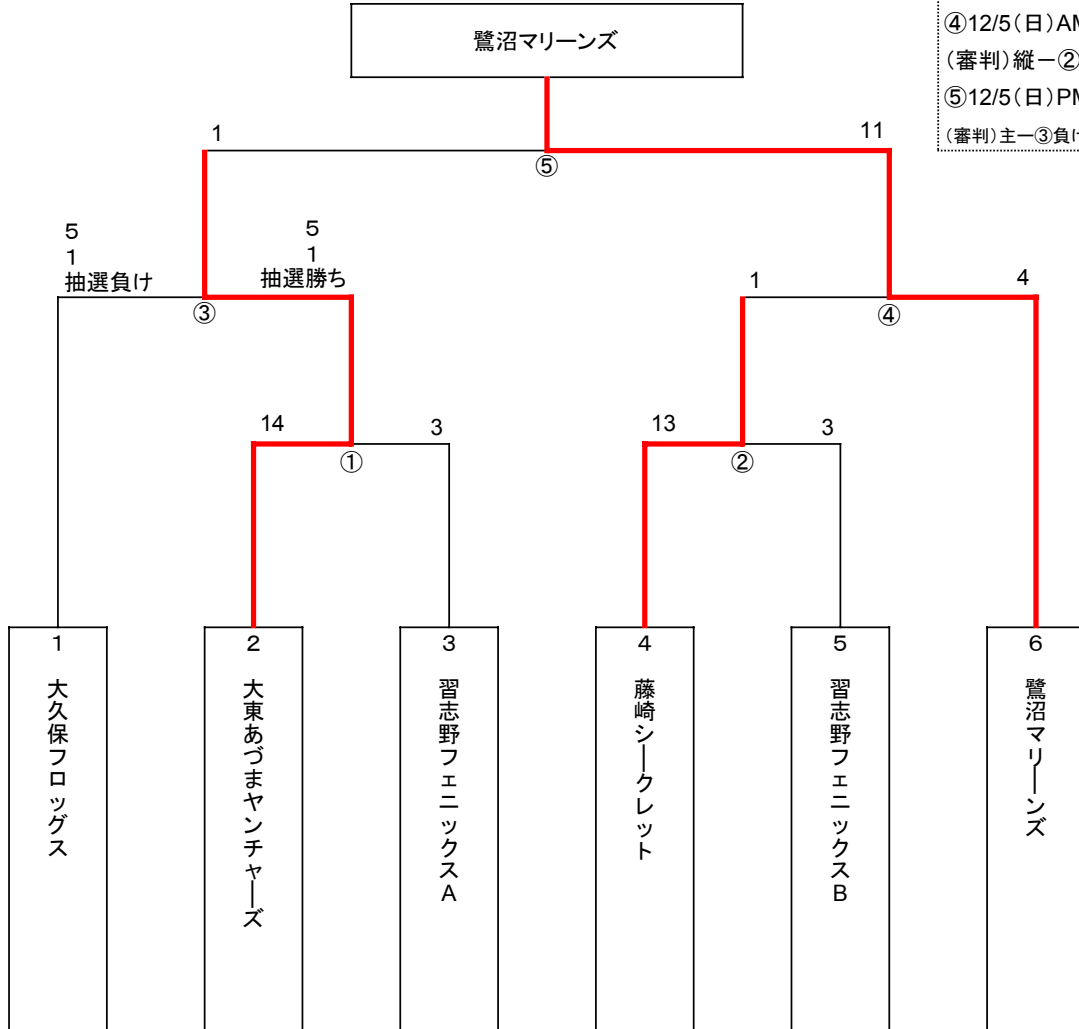 鷺沼マリーンズ
④12/5(日)AM
(審判)縦ー②
⑤12/5(日)PM
(審判)主ー③負け
1
11
⑤
5
1
抽選負け
5
1
抽選勝ち
③
1
4
④
14
3
①
13
3
②
1
大久保フロッグス
2
大東あづまヤンチャーズ
3
習志野フェニックスA
4
藤崎シークレット
5
習志野フェニックスB
6
鷺沼マリーンズ